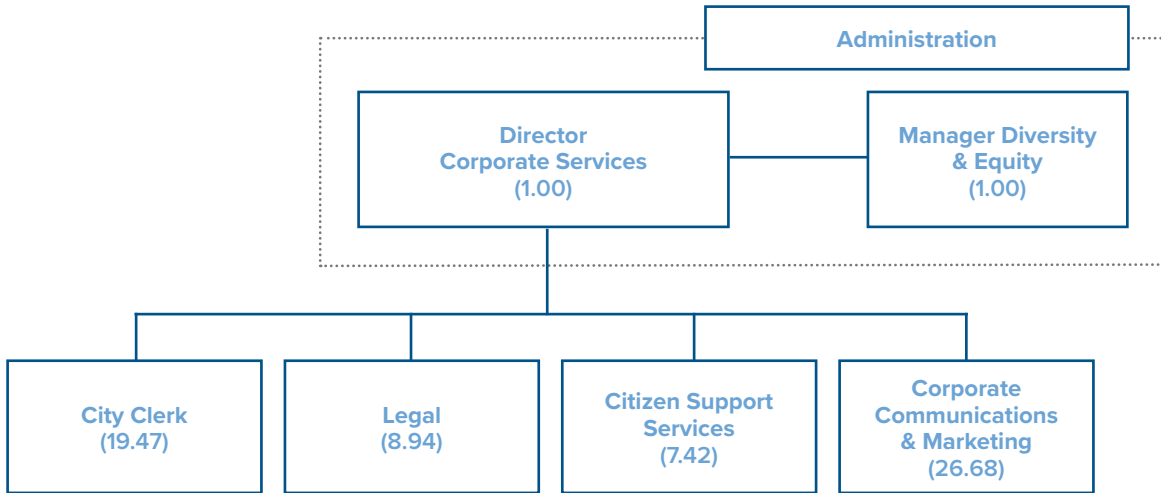 Administration
Director
Corporate Services
(1.00)
Manager Diversity
& Equity
(1.00)
City Clerk
(19.47)
Legal
(8.94)
Citizen Support
Services
(7.42)
Corporate
Communications
& Marketing
(26.68)